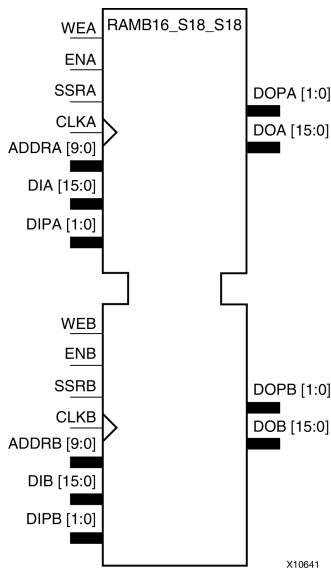 RAMB16_S18_S18
WEA
ENA
SSRA
CLKA
ADDRA [9:0]
DIA [15:0]
DIPA [1:0]
DOPA [1:0]
DOA [15:0]
WEB
ENB
SSRB
CLKB
ADDRB [9:0]
DIB [15:0]
DIPB [1:0]
DOPB [1:0]
DOB [15:0]
X10641